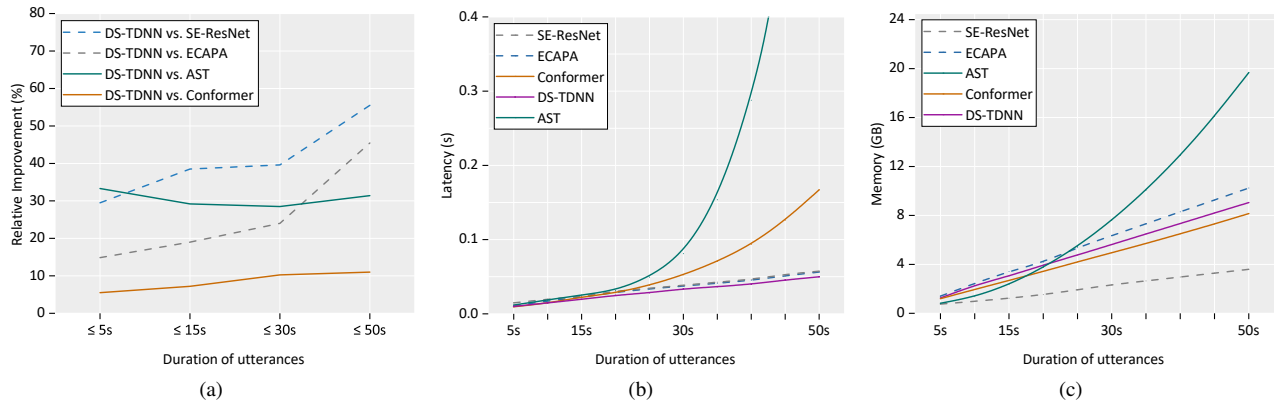 80
70
60
50
40
30
20
10
0
Relative Improvement (%)
DS-TDNN vs. SE-ResNet
DS-TDNN vs. ECAPA
DS-TDNN vs. AST
DS-TDNN vs. Conformer
≤ 5s ≤ 15s ≤ 30s ≤ 50s
Duration of utterances
(a)
0.4
0.3
0.2
0.1
0.0
Latency (s)
SE-ResNet
ECAPA
Conformer
DS-TDNN
AST
5s 15s 30s 50s
Duration of utterances
(b)
24
20
16
12
8
4
0
Memory (GB)
SE-ResNet
ECAPA
AST
Conformer
DS-TDNN
5s 15s 30s 50s
Duration of utterances
(c)